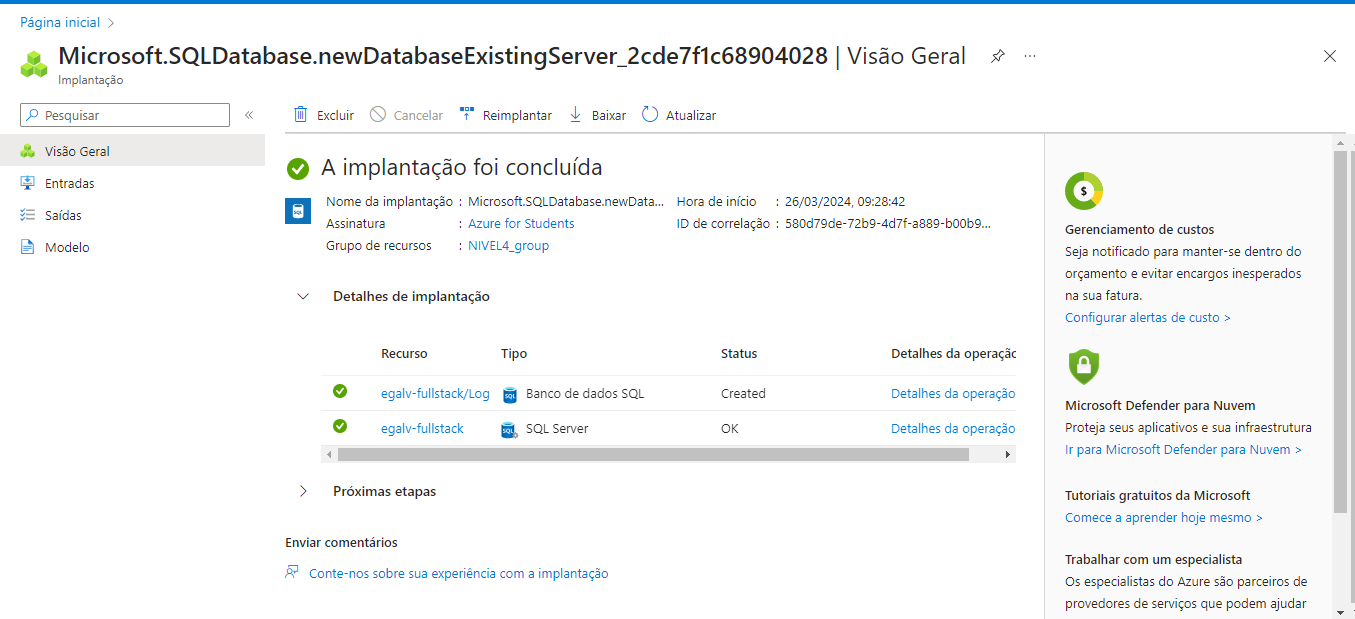 Página inicial
Microsoft.SQLDatabase.newDatabaseExistingServer_2cde7f1c68904028 | Visão Geral
Implantação
Pesquisar
Visão Geral
Entradas
Saídas
Modelo
Excluir Cancelar Reimplantar Baixar Atualizar
A implantação foi concluída
Nome da implantação : Microsoft.SQLDatabase.newData... Hora de início : 26/03/2024, 09:28:42
Assinatura : Azure for Students ID de correlação : 580d79de-72b9-4d7f-a889-b00b9...
Grupo de recursos : NIVEL4_group
Detalhes de implantação
Recurso Tipo Status Detalhes da operação
egalv-fullstack/Log SQL Banco de dados SQL Created Detalhes da operação
egalv-fullstack SQL SQL Server OK Detalhes da operação
Próximas etapas
Enviar comentários
Conte-nos sobre sua experiência com a implantação
$
Gerenciamento de custos
Seja notificado para manter-se dentro do
orçamento e evitar encargos inesperados
na sua fatura.
Configurar alertas de custo >
Microsoft Defender para Nuvem
Proteja seus aplicativos e sua infraestrutura
Ir para Microsoft Defender para Nuvem >
Tutoriais gratuitos da Microsoft
Comece a aprender hoje mesmo >
Trabalhar com um especialista
Os especialistas do Azure são parceiros de
provedores de serviços que podem ajudar